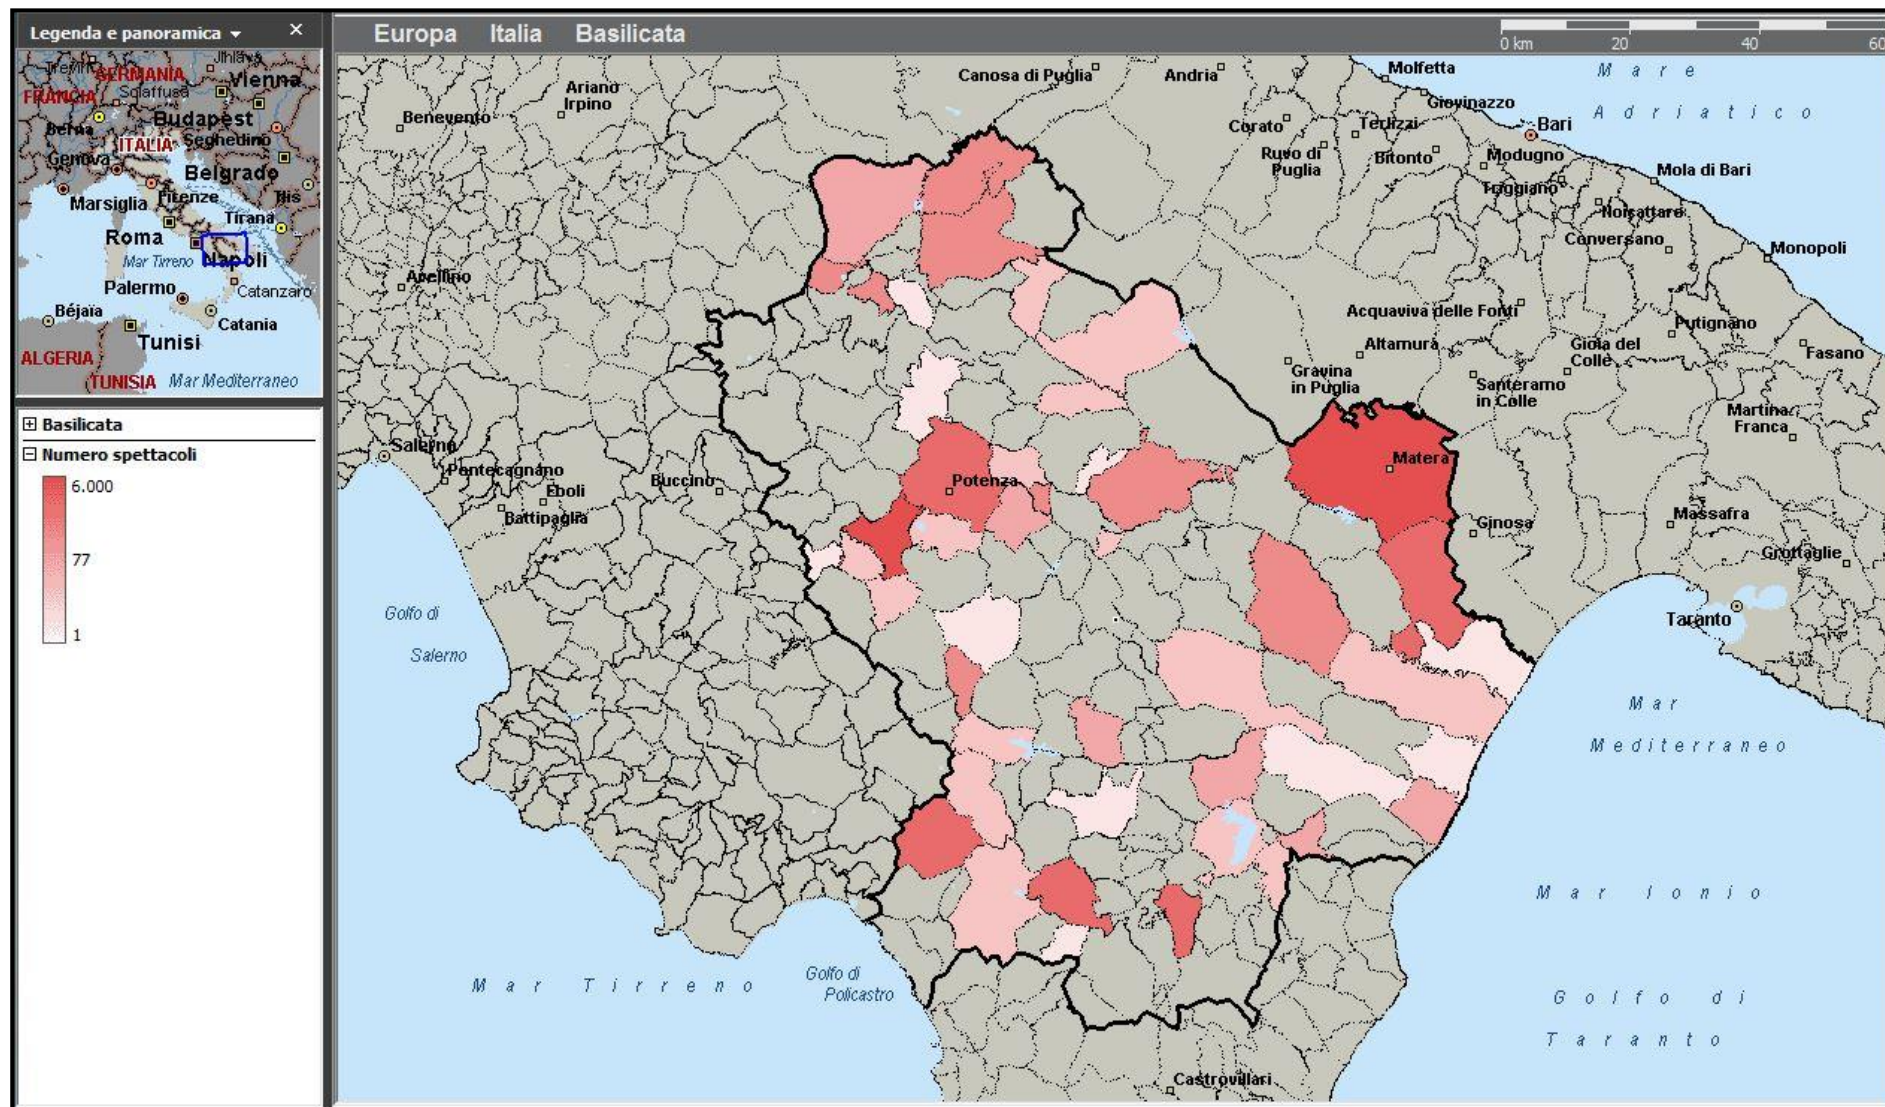 Legenda e panoramica
Europa Italia Basilicata
0 km 20 40 60
GERMANIA
Jihlava
Vienna
FRANCIA
Sciaffusa
Berna
Budapest
ITALIA
Seghedino
Genova
Belgrado
Marsiglia
Firenze
Nis
Tirana
Roma
Mar Tirreno
Napoli
Palermo
Catanzaro
Béjaïa
Catania
Tunisi
ALGERIA
TUNISIA
Mar Mediterraneo
Basilicata
Numero spettacoli
6.000
77
1
Canosa di Puglia
Andria
Molfetta
Mare
Adriatico
Ariano
Irpino
Benevento
Giovinazzo
Corato
Terlizzi
Bari
Ruvo di
Puglia
Bitonto
Modugno
Mola di Bari
Triggiano
Noicattaro
Conversano
Monopoli
Avellino
Acquaviva delle Fonti
Putignano
Altamura
Gioia del
Colle
Fasano
Gravina
in Puglia
Santeramo
in Colle
Martina
Franca
Salerno
Pontecagnano
Matera
Eboli
Buccino
Potenza
Battipaglia
Ginosa
Massafra
Grottaglie
Golfo di
Salerno
Taranto
Mar
Mediterraneo
Mar Ionio
Mar Tirreno
Golfo di
Policastro
Golfo di
Taranto
Castrovillari